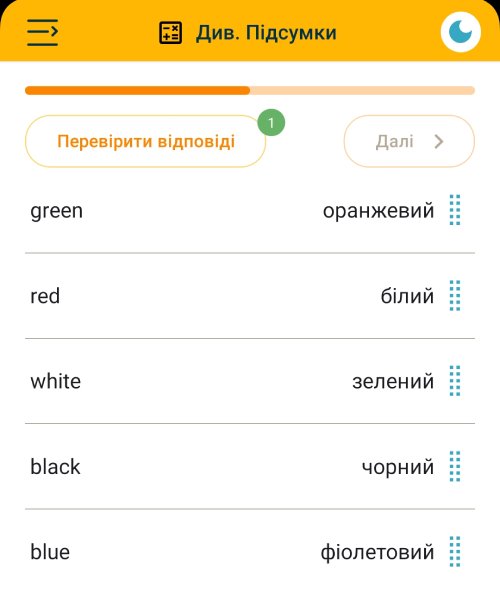 Див. Підсумки
1
Перевірити відповіді
Далі
green оранжевий
red білий
white зелений
black чорний
blue фіолетовий